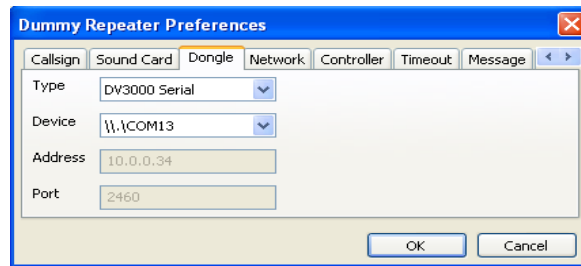 Dummy Repeater Preferences
Callsign Sound Card Dongle Network Controller Timeout Message
Type DV3000 Serial
Device \\.\COM13
Address 10.0.0.34
Port 2460
OK Cancel